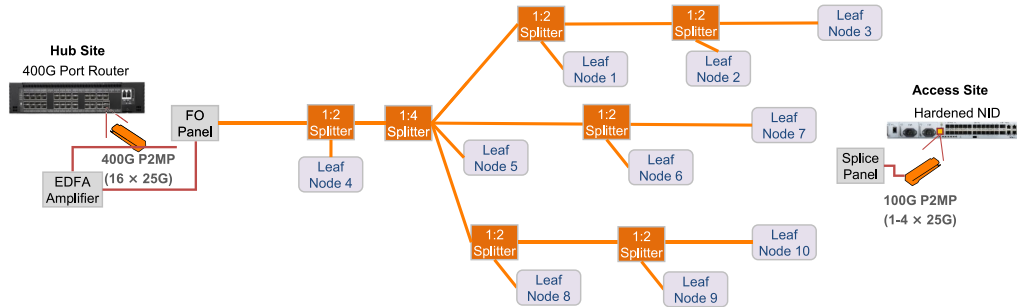 Hub Site
400G Port Router
FO
Panel
400G P2MP
(16 × 25G)
EDFA
Amplifier
1:2
Splitter
Leaf
Node 4
1:4
Splitter
1:2
Splitter
Leaf
Node 1
1:2
Splitter
Leaf
Node 2
Leaf
Node 3
Leaf
Node 5
1:2
Splitter
Leaf
Node 6
Leaf
Node 7
1:2
Splitter
Leaf
Node 8
1:2
Splitter
Leaf
Node 9
Leaf
Node 10
Access Site
Hardened NID
Splice
Panel
100G P2MP
(1-4 × 25G)